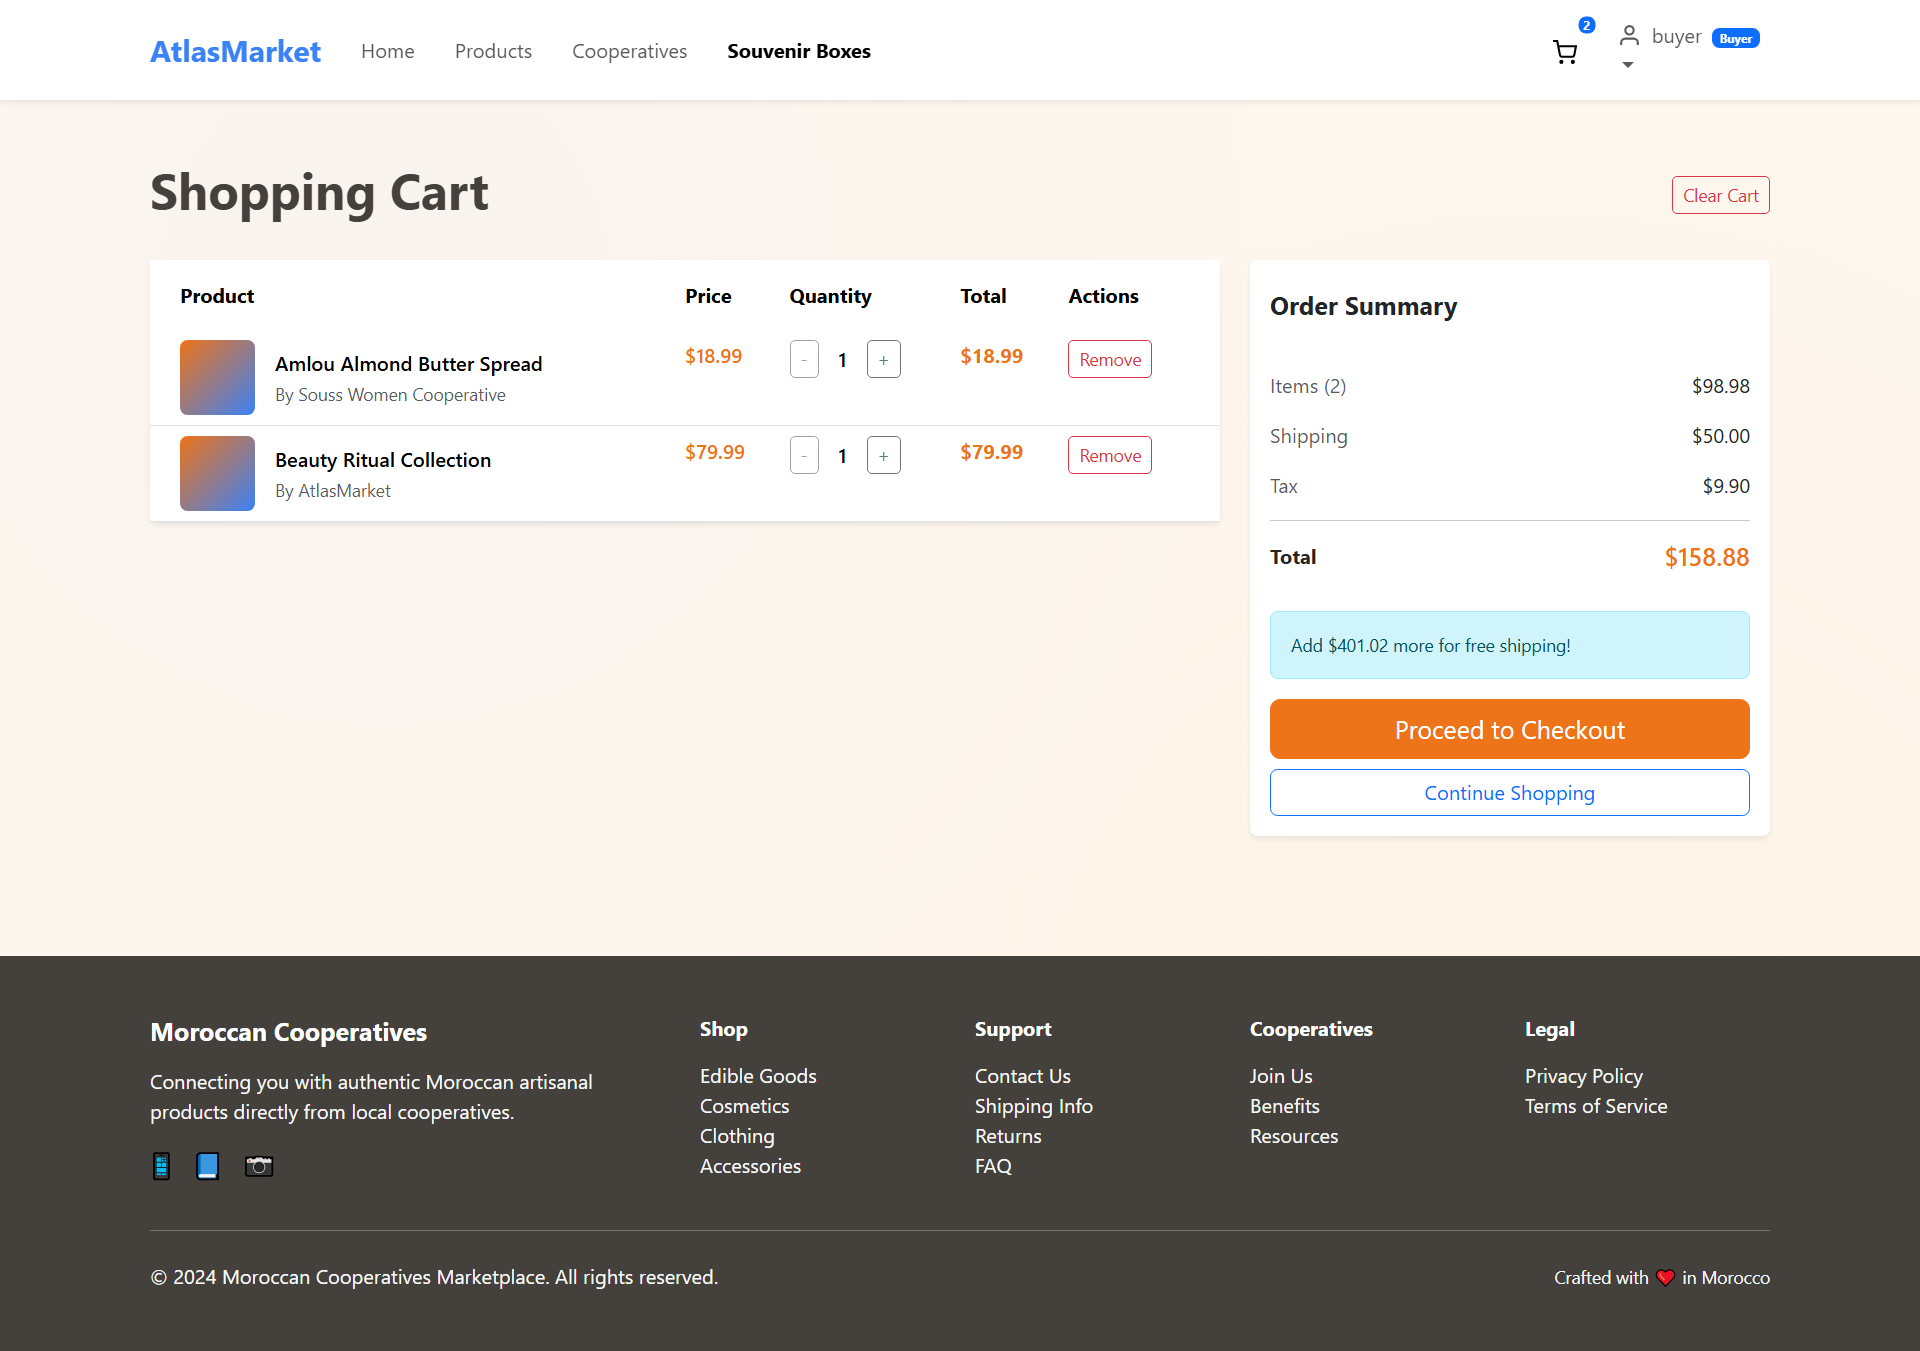 AtlasMarket Home Products Cooperatives Souvenir Boxes 2 buyer Buyer
Shopping Cart Clear Cart
Product Price Quantity Total Actions
Amlou Almond Butter Spread $18.99 - 1 + $18.99 Remove
By Souss Women Cooperative
Beauty Ritual Collection $79.99 - 1 + $79.99 Remove
By AtlasMarket
Order Summary
Items (2) $98.98
Shipping $50.00
Tax $9.90
Total $158.88
Add $401.02 more for free shipping!
Proceed to Checkout
Continue Shopping
Moroccan Cooperatives
Connecting you with authentic Moroccan artisanal
products directly from local cooperatives.
Shop
Edible Goods
Cosmetics
Clothing
Accessories
Support
Contact Us
Shipping Info
Returns
FAQ
Cooperatives
Join Us
Benefits
Resources
Legal
Privacy Policy
Terms of Service
© 2024 Moroccan Cooperatives Marketplace. All rights reserved.
Crafted with ❤️ in Morocco